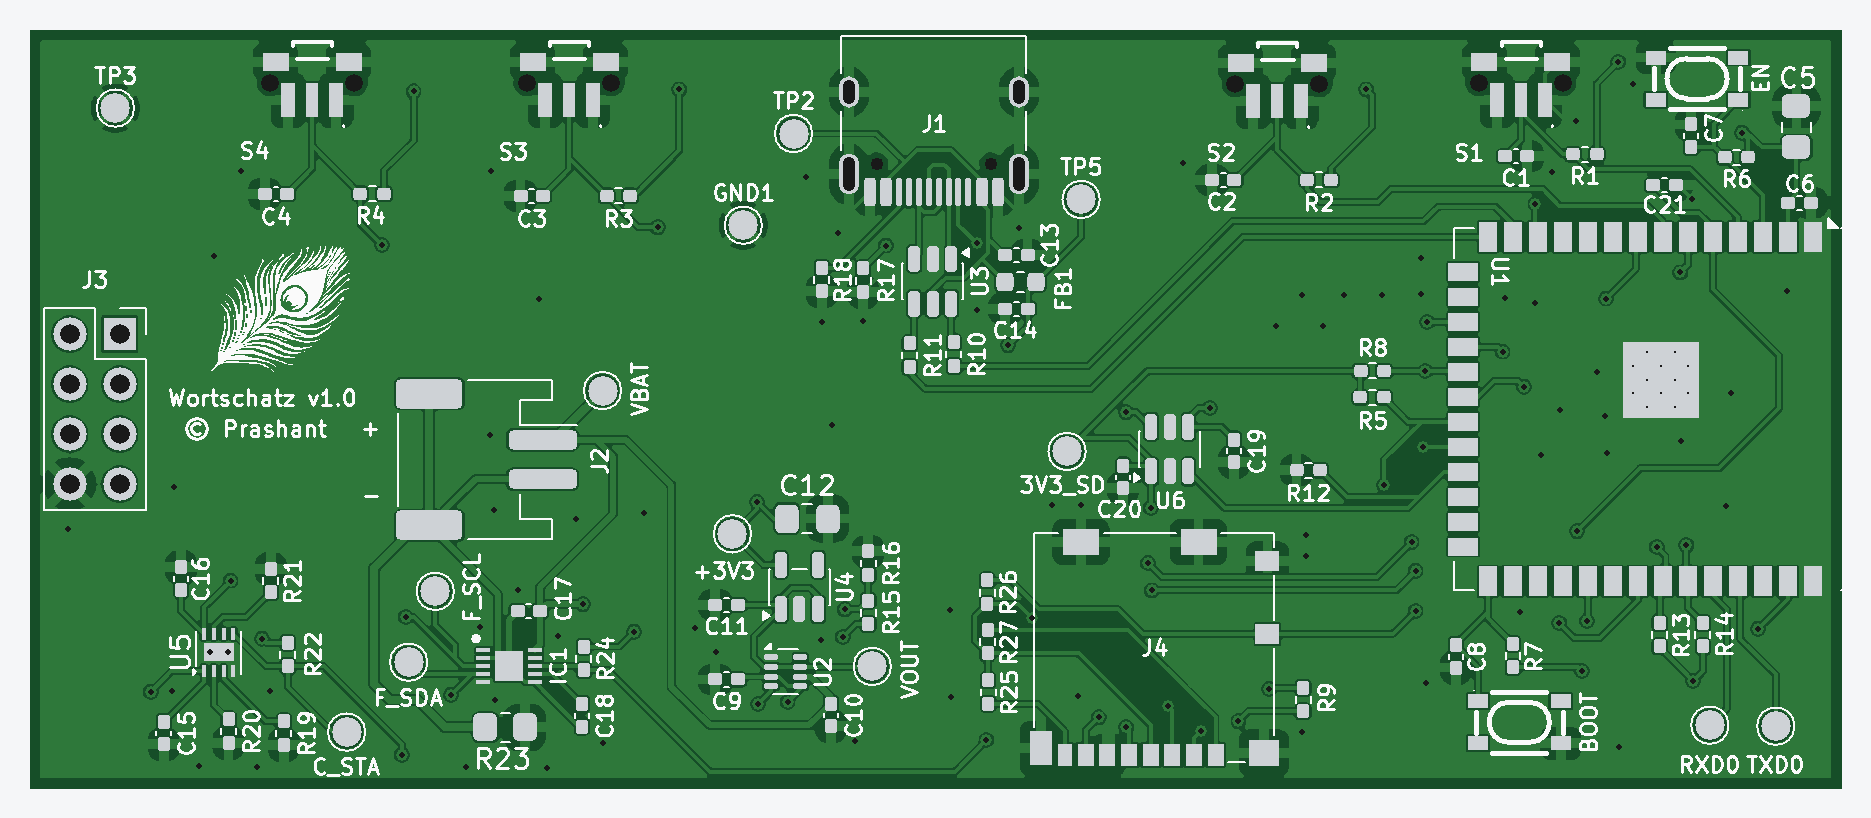 TP3
TP2
J1
S4
S3
TP5
S2
S1
EN
C5
C7
C4
R4
C3
R3
GND1
C2
R2
C1
R1
C21
R6
C6
J3
R18
R17
U3
C13
FB1
C14
U1
R11
R10
R8
R5
Wortschatz v1.0
© Prashant
+
-
VBAT
J2
C12
3V3_SD
C20
U6
C19
R12
C16
R21
F_SCL
C17
+3V3
U4
R16
C11
R15
R26
U5
R22
IC1
R24
U2
VOUT
R27
J4
R13
R14
C8
R7
F_SDA
C9
C10
R25
R9
C15
R20
R19
C_STA
R23
C18
BOOT
RXD0
TXD0